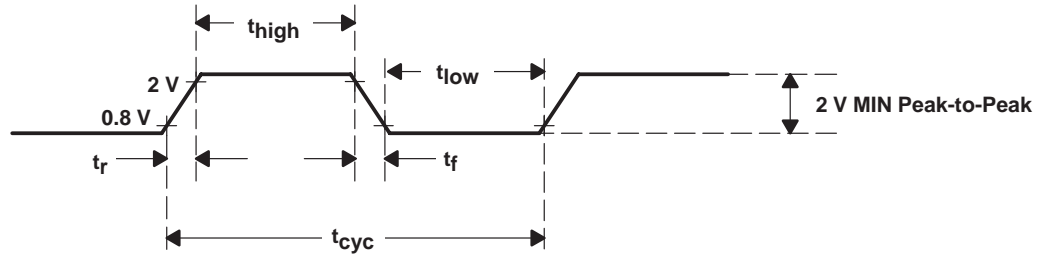 thigh
tlow
2 V
0.8 V
2 V MIN Peak-to-Peak
tr
tf
tcyc